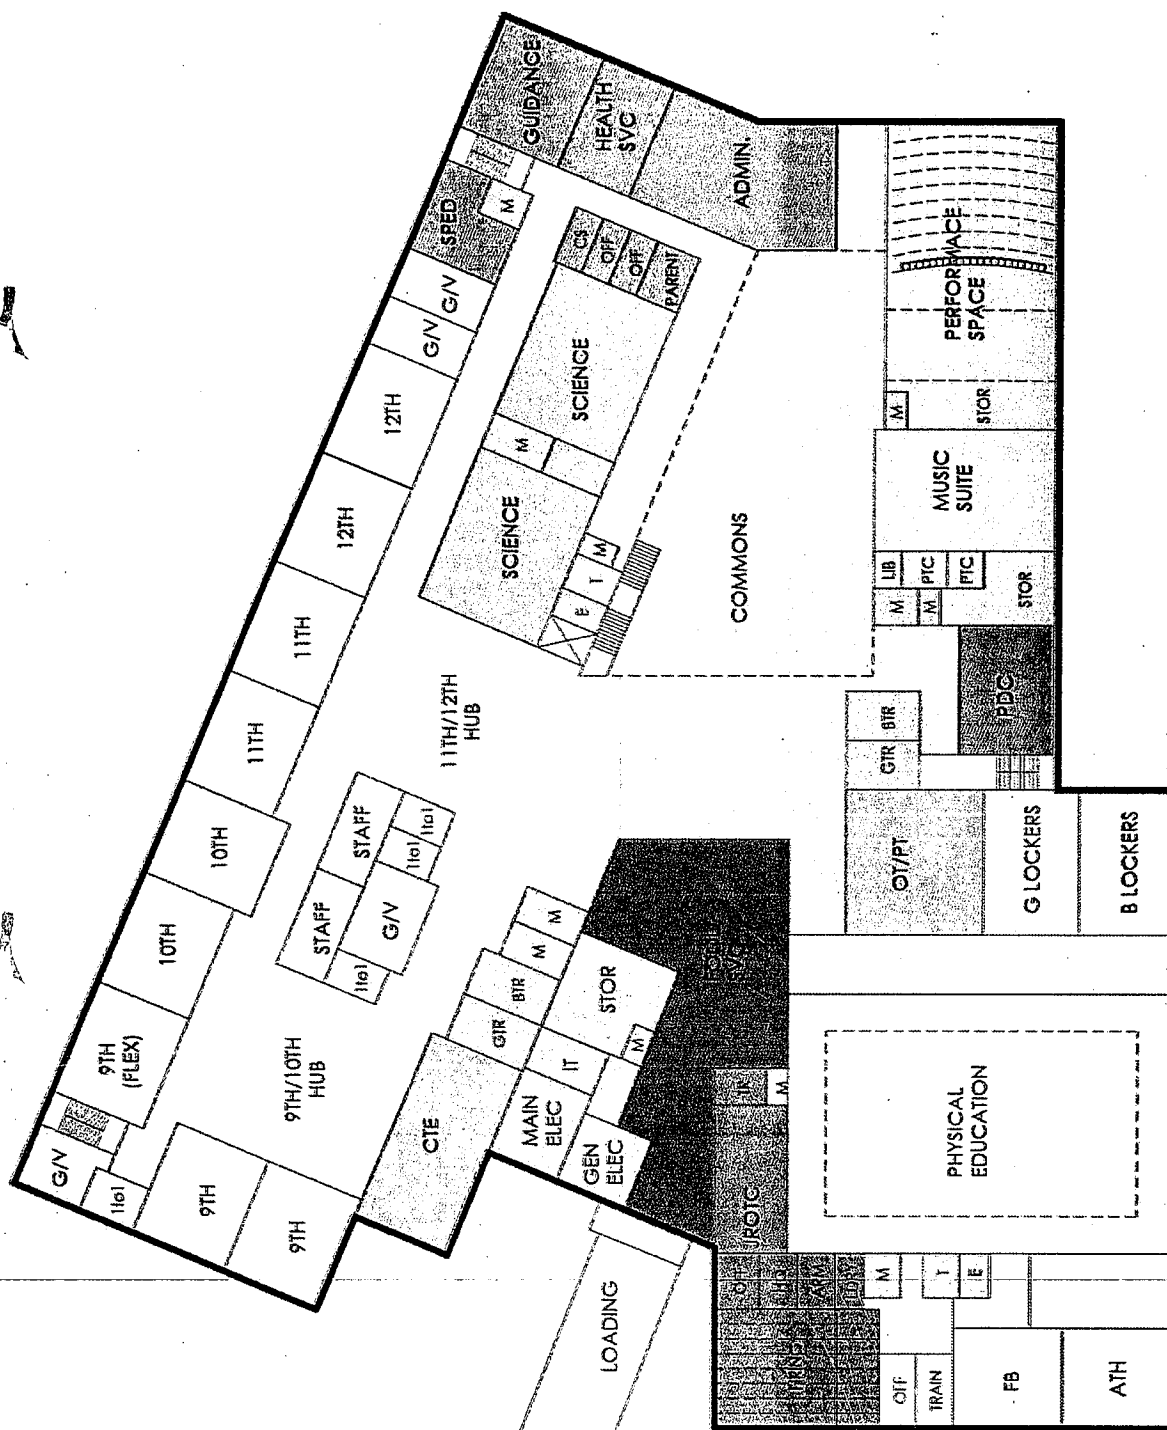 GUIDANCE
HEALTH
SVC
ADMIN.
SPED
M
CS
OFF
OFF
PARENT
G/V
G/V
12TH
12TH
11TH
11TH
10TH
10TH
9TH
(FLEX)
G/V
1to1
9TH
9TH
SCIENCE
M
SCIENCE
M
T
E
COMMONS
11TH/12TH
HUB
STAFF
STAFF
1to1
1to1
G/V
1to1
9TH/10TH
HUB
PERFORMACE
SPACE
M
STOR
MUSIC
SUITE
LIB
PTC
PTC
M
M
STOR
PDC
BTR
GTR
OT/PT
G LOCKERS
B LOCKERS
M
M
BTR
GTR
STOR
M
IT
CTE
MAIN
ELEC
GEN
ELEC
LOADING
M
JROTC
PHYSICAL
EDUCATION
M
T
E
OFF
TRAIN
FB
ATH